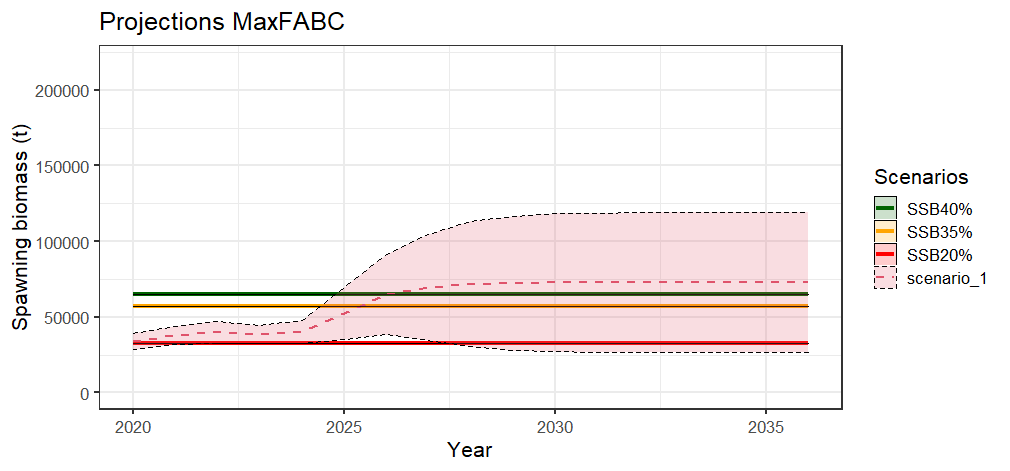 Projections MaxFABC
Spawning biomass (t)
200000
150000
100000
50000
0
2020
2025
2030
2035
Year
Scenarios
SSB40%
SSB35%
SSB20%
scenario_1